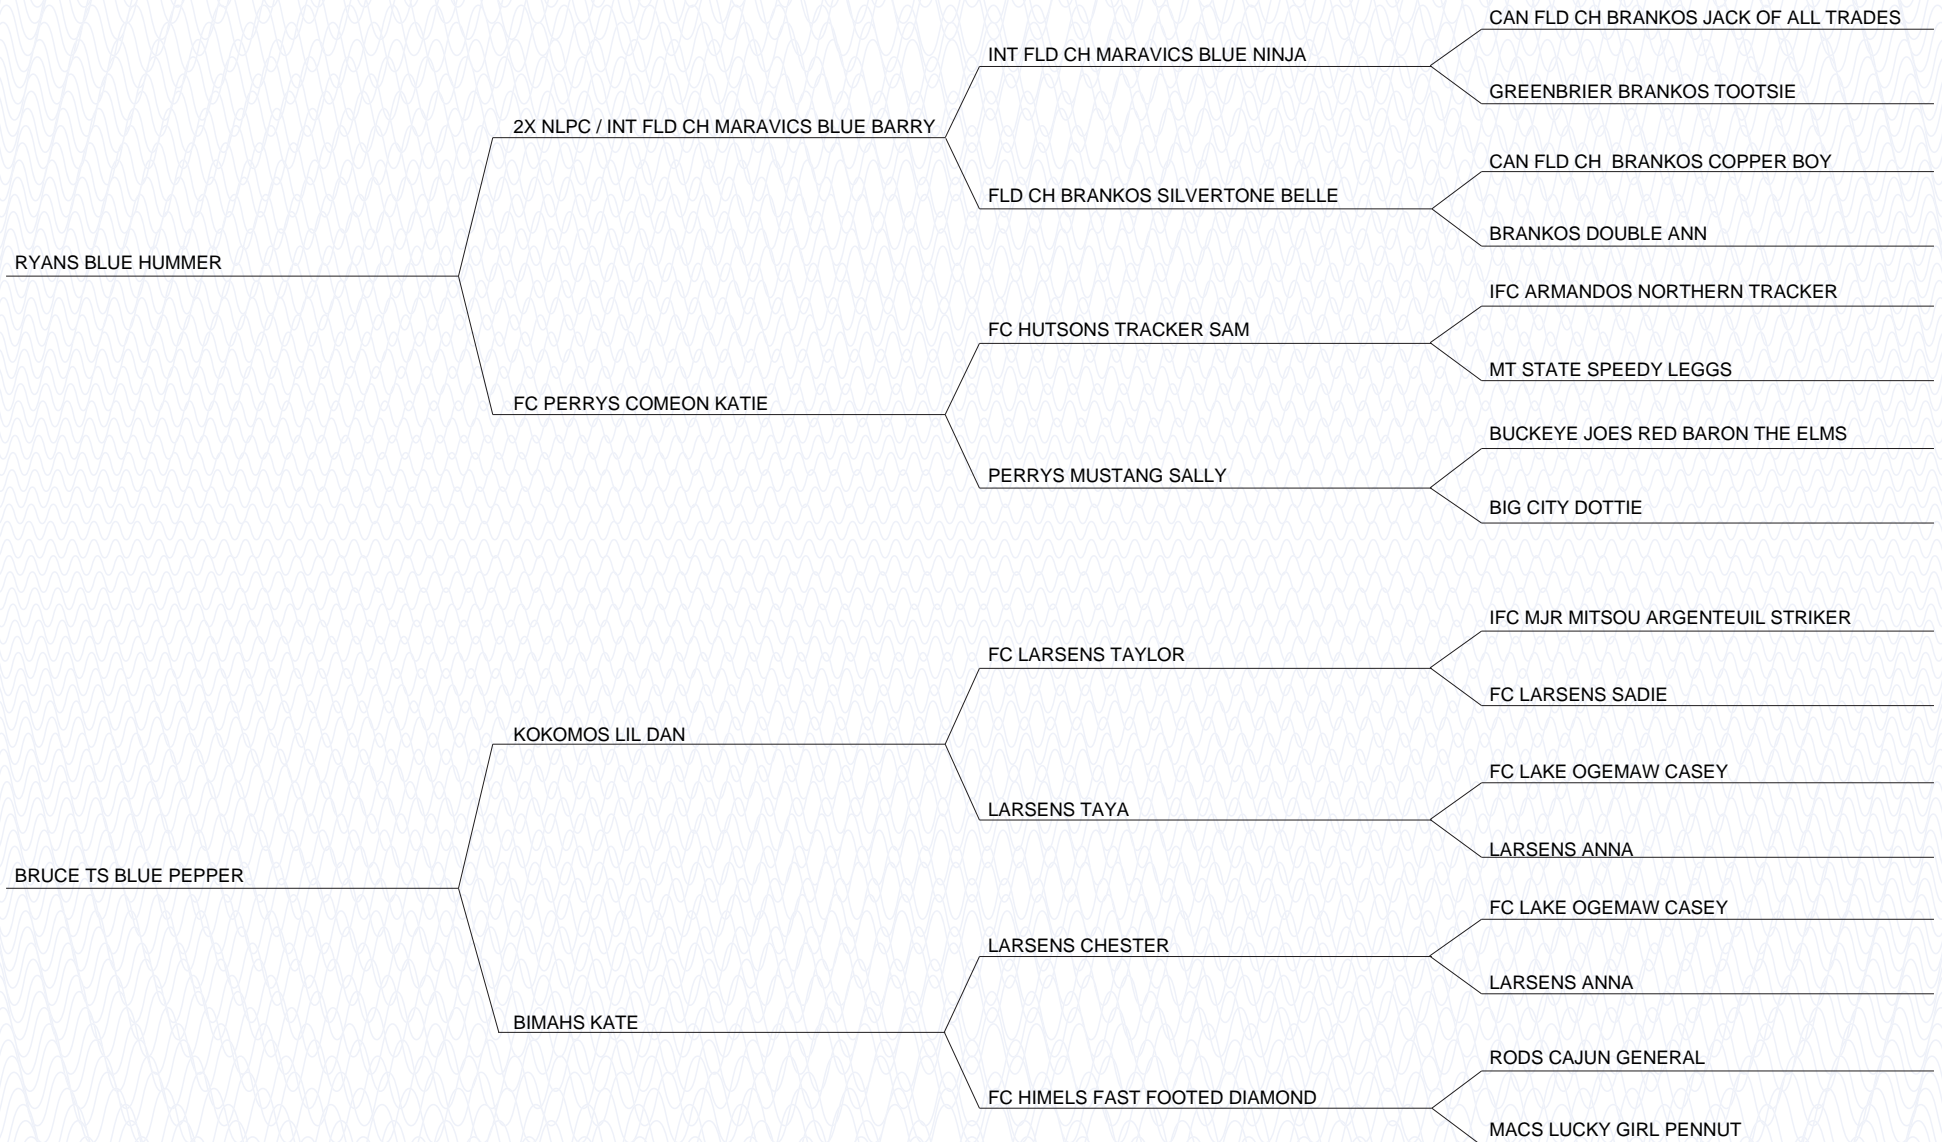 CAN FLD CH BRANKOS JACK OF ALL TRADES
INT FLD CH MARAVICS BLUE NINJA
GREENBRIER BRANKOS TOOTSIE
2X NLPC / INT FLD CH MARAVICS BLUE BARRY
CAN FLD CH  BRANKOS COPPER BOY
FLD CH BRANKOS SILVERTONE BELLE
BRANKOS DOUBLE ANN
RYANS BLUE HUMMER
IFC ARMANDOS NORTHERN TRACKER
FC HUTSONS TRACKER SAM
MT STATE SPEEDY LEGGS
FC PERRYS COMEON KATIE
BUCKEYE JOES RED BARON THE ELMS
PERRYS MUSTANG SALLY
BIG CITY DOTTIE
IFC MJR MITSOU ARGENTEUIL STRIKER
FC LARSENS TAYLOR
FC LARSENS SADIE
KOKOMOS LIL DAN
FC LAKE OGEMAW CASEY
LARSENS TAYA
LARSENS ANNA
BRUCE TS BLUE PEPPER
FC LAKE OGEMAW CASEY
LARSENS CHESTER
LARSENS ANNA
BIMAHS KATE
RODS CAJUN GENERAL
FC HIMELS FAST FOOTED DIAMOND
MACS LUCKY GIRL PENNUT